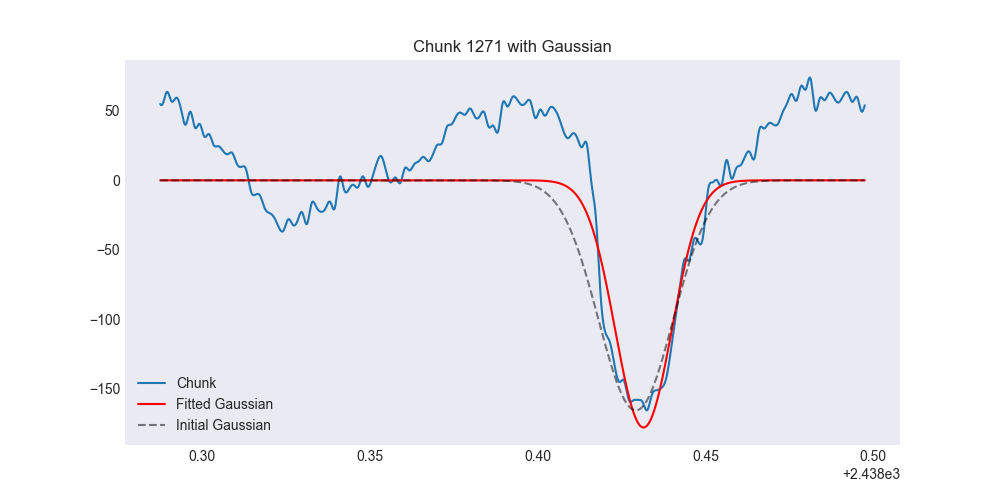 Chunk 1271 with Gaussian
50
0
−50
−100
−150
Chunk
Fitted Gaussian
Initial Gaussian
0.30 0.35 0.40 0.45 0.50
+2.438e3